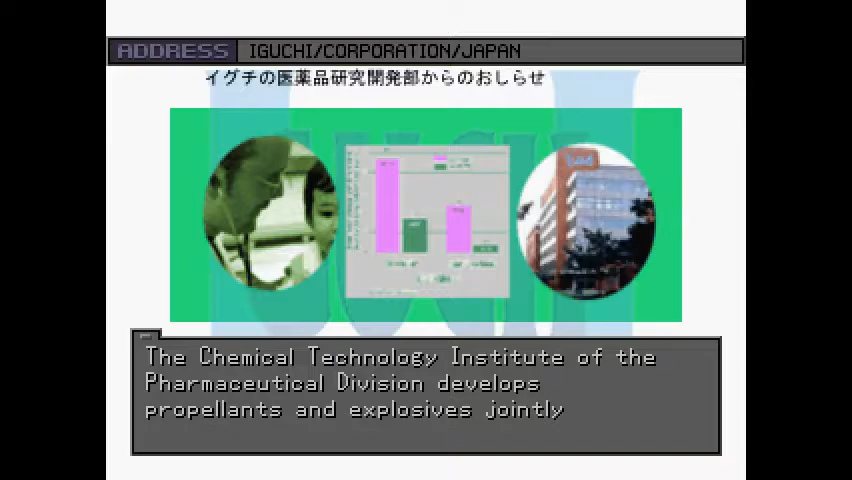 ADDRESS IGUCHI/CORPORATION/JAPAN
イグチの医薬品研究開発部からのおしらせ
The Chemical Technology Institute of the
Pharmaceutical Division develops
propellants and explosives jointly